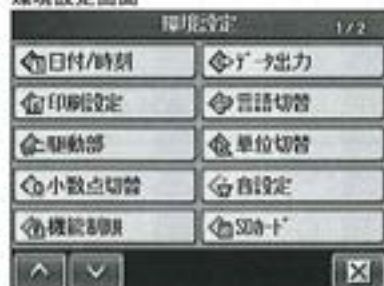 環境設定画面
環境設定 1/2
日付/時刻 データ出力
印刷設定 言語切替
駆動部 単位切替
小数点切替 自設定
機能制限 SDカード